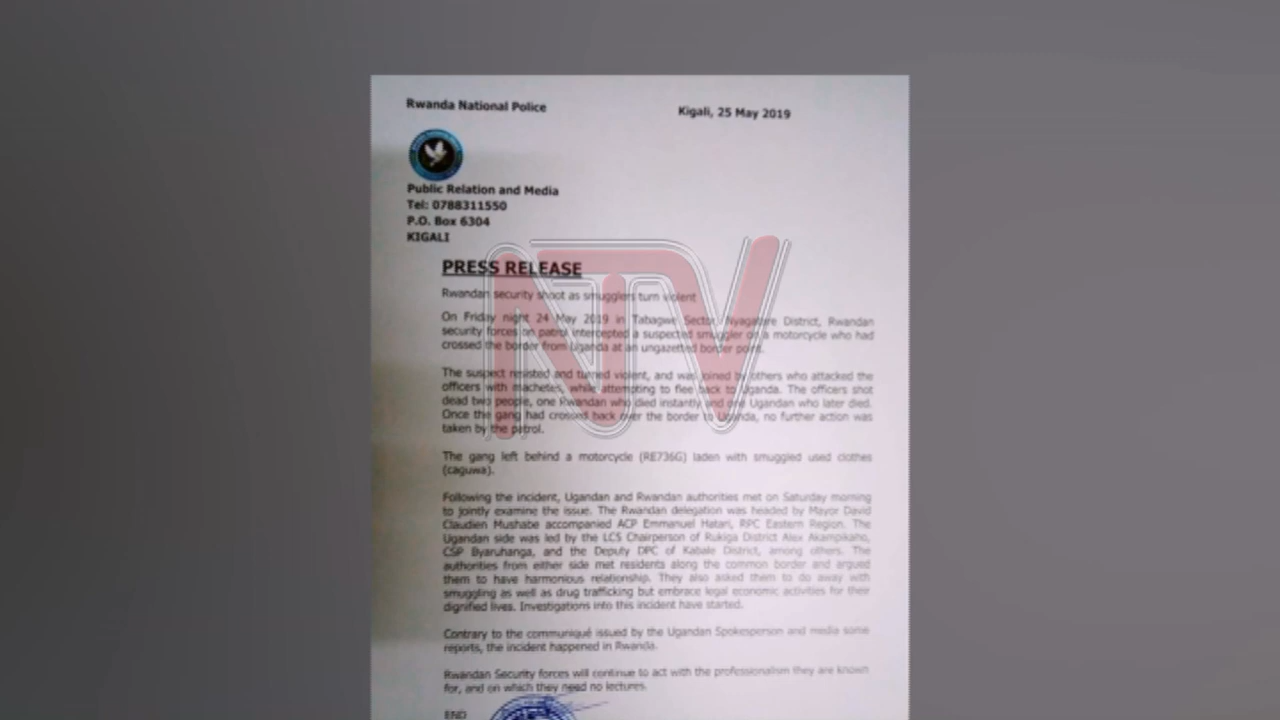 Rwanda National Police
Kigali, 25 May 2019
Public Relation and Media
Tel: 0788311550
P.O. Box 6304
KIGALI
NTV
PRESS RELEASE
Rwandan security shoot as smugglers turn violent
On Friday night 24 May 2019 in Tabagwe Sector, Nyagatare District, Rwandan
security forces on patrol intercepted a suspected smuggler on a motorcycle who had
crossed the border from Uganda at an ungazetted border point.
The suspect resisted and turned violent, and was joined by others who attacked the
officers with machetes, while attempting to flee back to Uganda. The officers shot
dead two people, one Rwandan who died instantly and one Ugandan who later died.
Once the gang had crossed back over the border to Uganda, no further action was
taken by the patrol.
The gang left behind a motorcycle (RE736G) laden with smuggled used clothes
(caguwa).
Following the incident, Ugandan and Rwandan authorities met on Saturday morning
to jointly examine the issue. The Rwandan delegation was headed by Mayor David
Claudien Mushabe accompanied ACP Emmanuel Hatari, RPC Eastern Region. The
Ugandan side was led by the LC5 Chairperson of Rukiga District Alex Akampikaho,
CSP Byaruhanga, and the Deputy DPC of Kabale District, among others. The
authorities from either side met residents along the common border and argued
them to have harmonious relationship. They also asked them to do away with
smuggling as well as drug trafficking but embrace legal economic activities for their
dignified lives. Investigations into this incident have started.
Contrary to the communiqué issued by the Ugandan Spokesperson and media some
reports, the incident happened in Rwanda.
Rwandan Security forces will continue to act with the professionalism they are known
for, and on which they need no lectures.
END